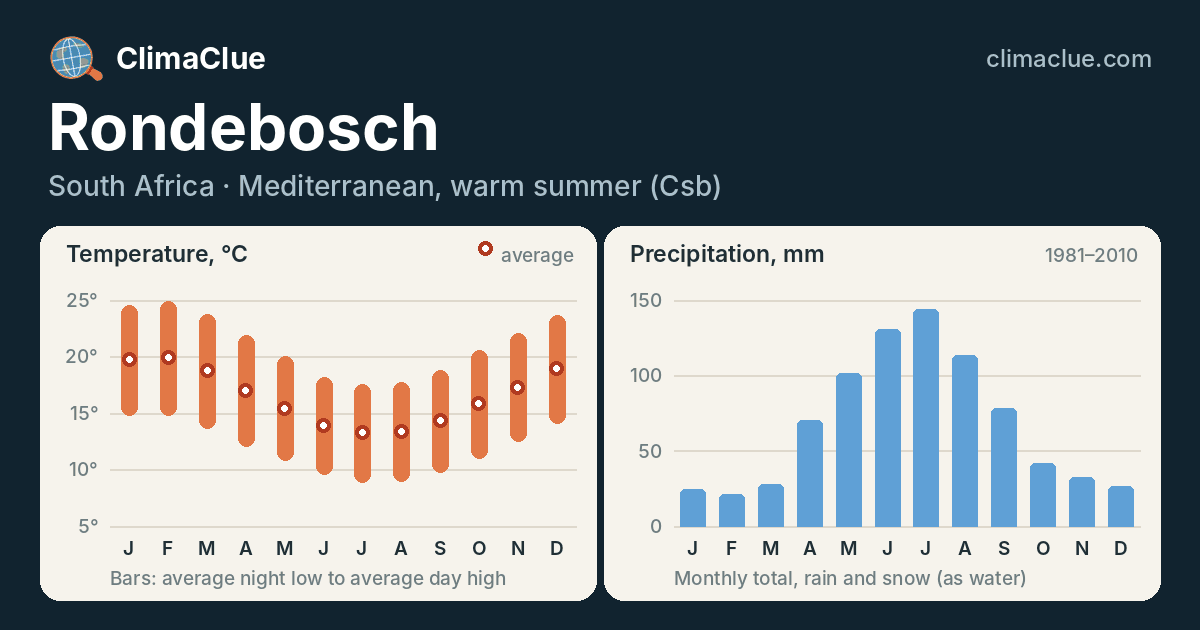 ClimaClue
climaclue.com
Rondebosch
South Africa · Mediterranean, warm summer (Csb)
Temperature, °C
average
25°
20°
15°
10°
5°
J F M A M J J A S O N D
Bars: average night low to average day high
Precipitation, mm
1981–2010
150
100
50
0
J F M A M J J A S O N D
Monthly total, rain and snow (as water)